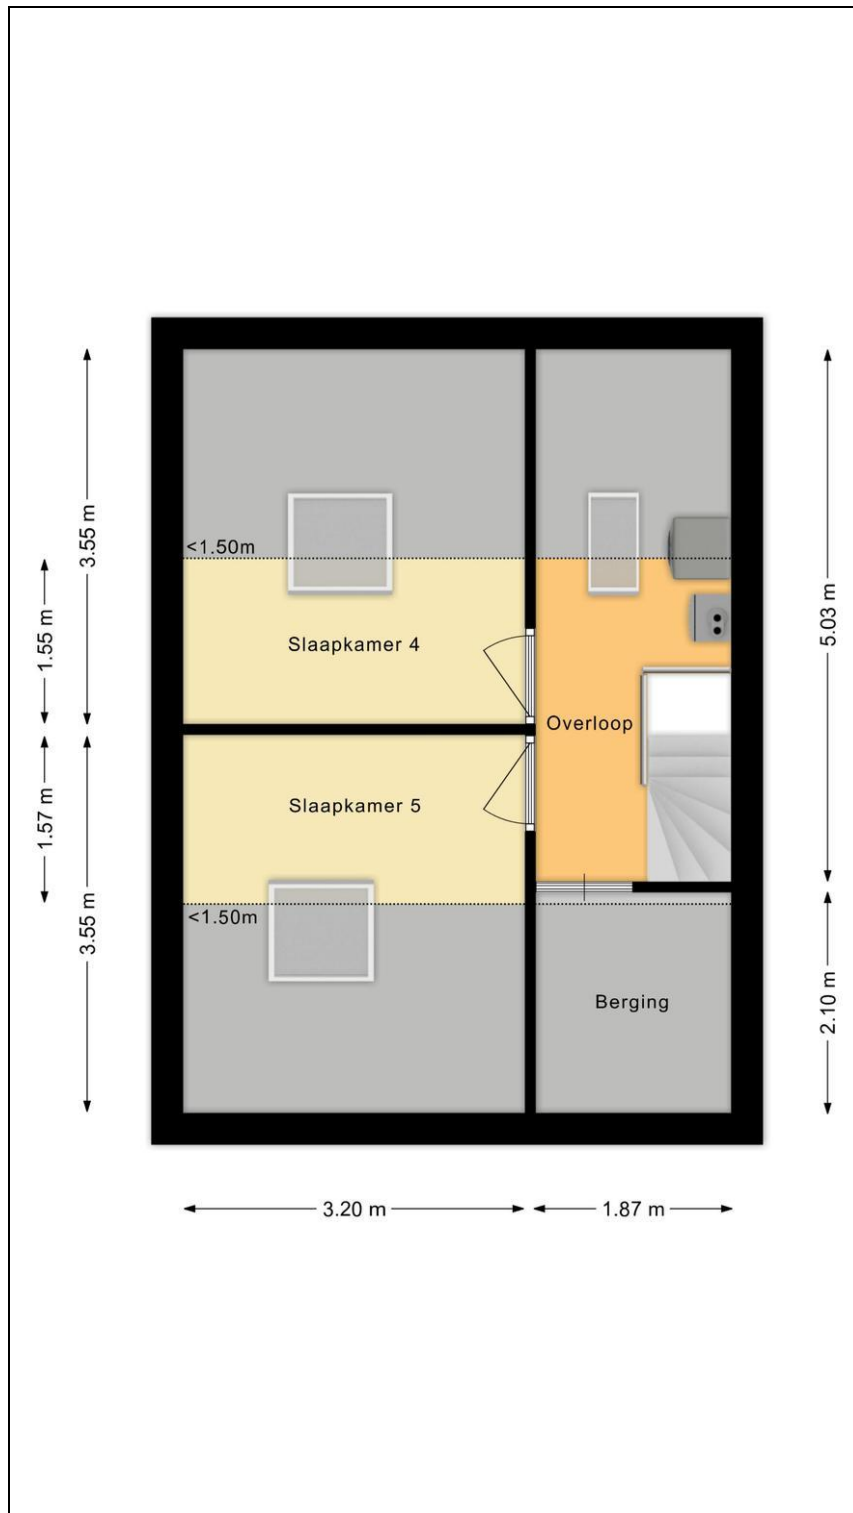 3.55 m
5.03 m
<1.50m
1.55 m
Slaapkamer 4
Overloop
Slaapkamer 5
1.57 m
3.55 m
<1.50m
Berging
2.10 m
3.20 m
1.87 m